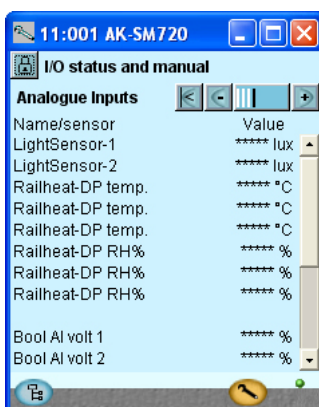 11:001 AK-SM720
I/O status and manual
Analogue Inputs
Name/sensor Value
LightSensor-1 ***** lux
LightSensor-2 ***** lux
Railheat-DP temp. ***** °C
Railheat-DP temp. ***** °C
Railheat-DP temp. ***** °C
Railheat-DP RH% ***** %
Railheat-DP RH% ***** %
Railheat-DP RH% ***** %
Bool AI volt 1 ***** %
Bool AI volt 2 ***** %